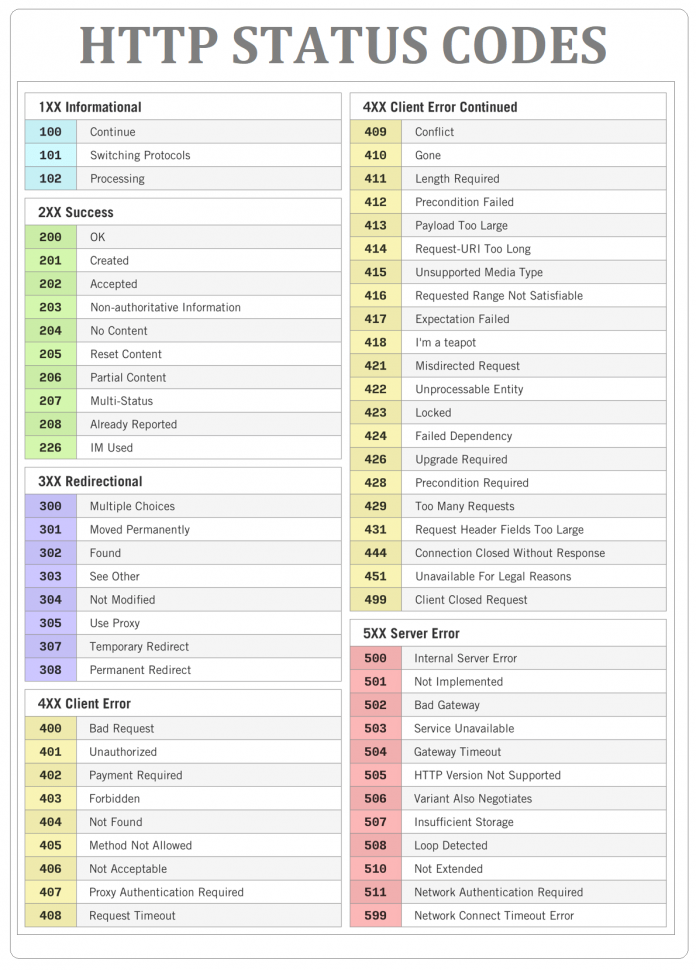 HTTP STATUS CODES
1XX Informational
100 Continue
101 Switching Protocols
102 Processing
2XX Success
200 OK
201 Created
202 Accepted
203 Non-authoritative Information
204 No Content
205 Reset Content
206 Partial Content
207 Multi-Status
208 Already Reported
226 IM Used
3XX Redirectional
300 Multiple Choices
301 Moved Permanently
302 Found
303 See Other
304 Not Modified
305 Use Proxy
307 Temporary Redirect
308 Permanent Redirect
4XX Client Error
400 Bad Request
401 Unauthorized
402 Payment Required
403 Forbidden
404 Not Found
405 Method Not Allowed
406 Not Acceptable
407 Proxy Authentication Required
408 Request Timeout
4XX Client Error Continued
409 Conflict
410 Gone
411 Length Required
412 Precondition Failed
413 Payload Too Large
414 Request-URI Too Long
415 Unsupported Media Type
416 Requested Range Not Satisfiable
417 Expectation Failed
418 I'm a teapot
421 Misdirected Request
422 Unprocessable Entity
423 Locked
424 Failed Dependency
426 Upgrade Required
428 Precondition Required
429 Too Many Requests
431 Request Header Fields Too Large
444 Connection Closed Without Response
451 Unavailable For Legal Reasons
499 Client Closed Request
5XX Server Error
500 Internal Server Error
501 Not Implemented
502 Bad Gateway
503 Service Unavailable
504 Gateway Timeout
505 HTTP Version Not Supported
506 Variant Also Negotiates
507 Insufficient Storage
508 Loop Detected
510 Not Extended
511 Network Authentication Required
599 Network Connect Timeout Error